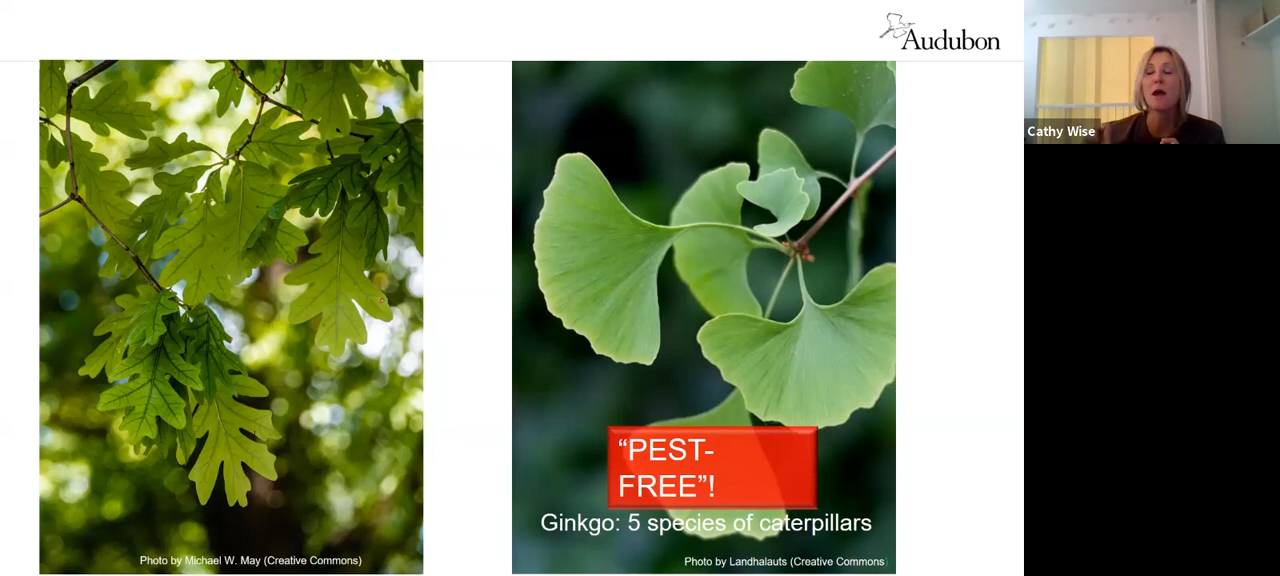 Audubon
Cathy Wise
“PEST-
FREE”!
Ginkgo: 5 species of caterpillars
Photo by Michael W. May (Creative Commons)
Photo by Landhalauts (Creative Commons)